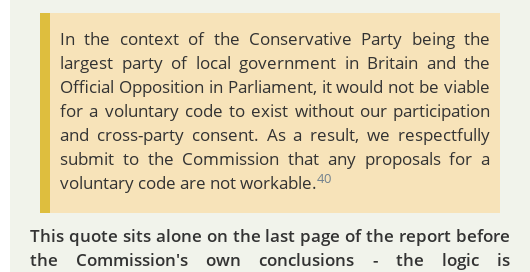 In the context of the Conservative Party being the
largest party of local government in Britain and the
Official Opposition in Parliament, it would not be viable
for a voluntary code to exist without our participation
and cross-party consent. As a result, we respectfully
submit to the Commission that any proposals for a
voluntary code are not workable.40
This quote sits alone on the last page of the report before
the Commission's own conclusions - the logic is